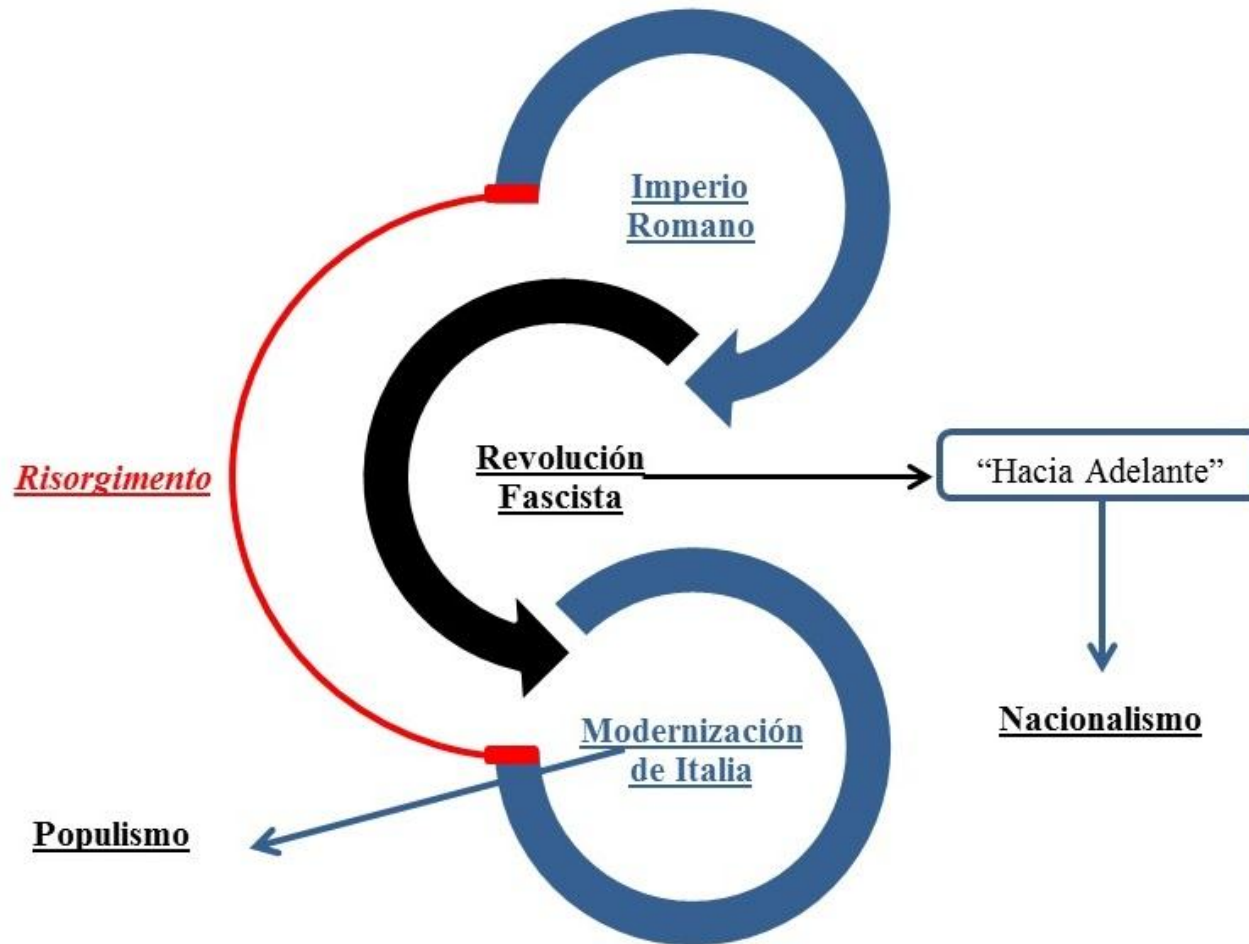 Imperio
Romano
Risorgimento
Revolución
Fascista
“Hacia Adelante”
Nacionalismo
Modernización
de Italia
Populismo